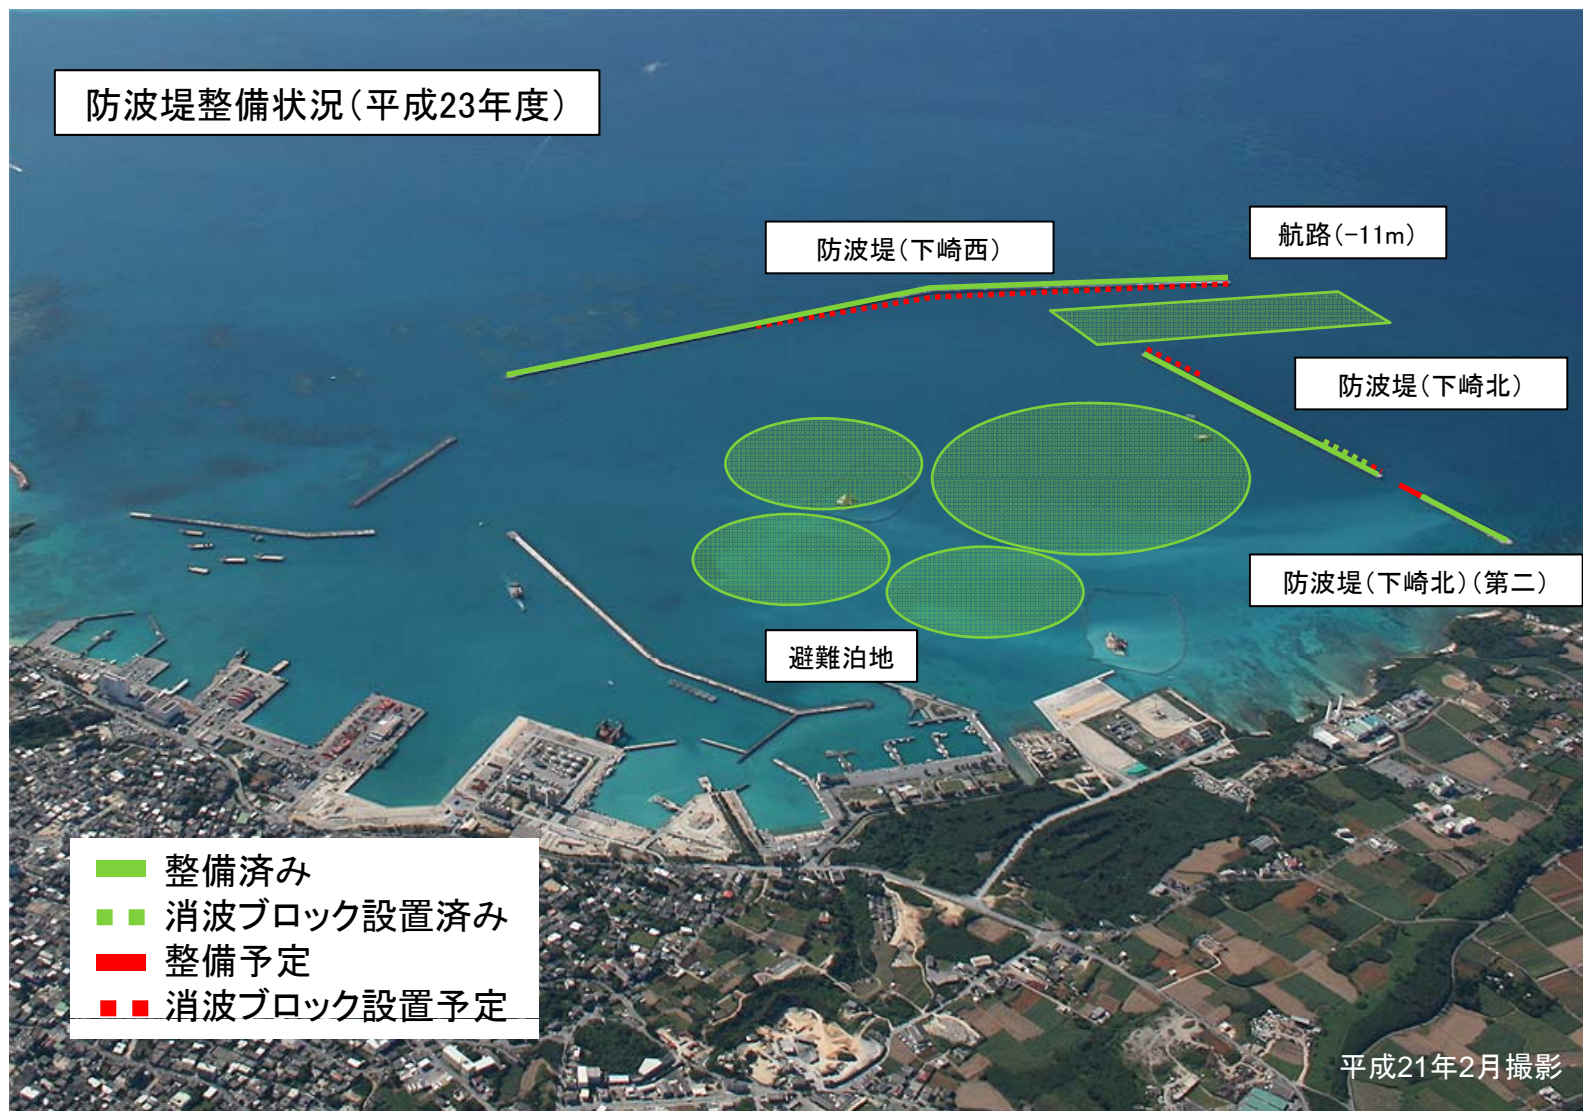 防波堤整備状況(平成23年度)
航路(-11m)
防波堤(下崎西)
防波堤(下崎北)
防波堤(下崎北)(第二)
避難泊地
整備済み
消波ブロック設置済み
整備予定
消波ブロック設置予定
平成21年2月撮影